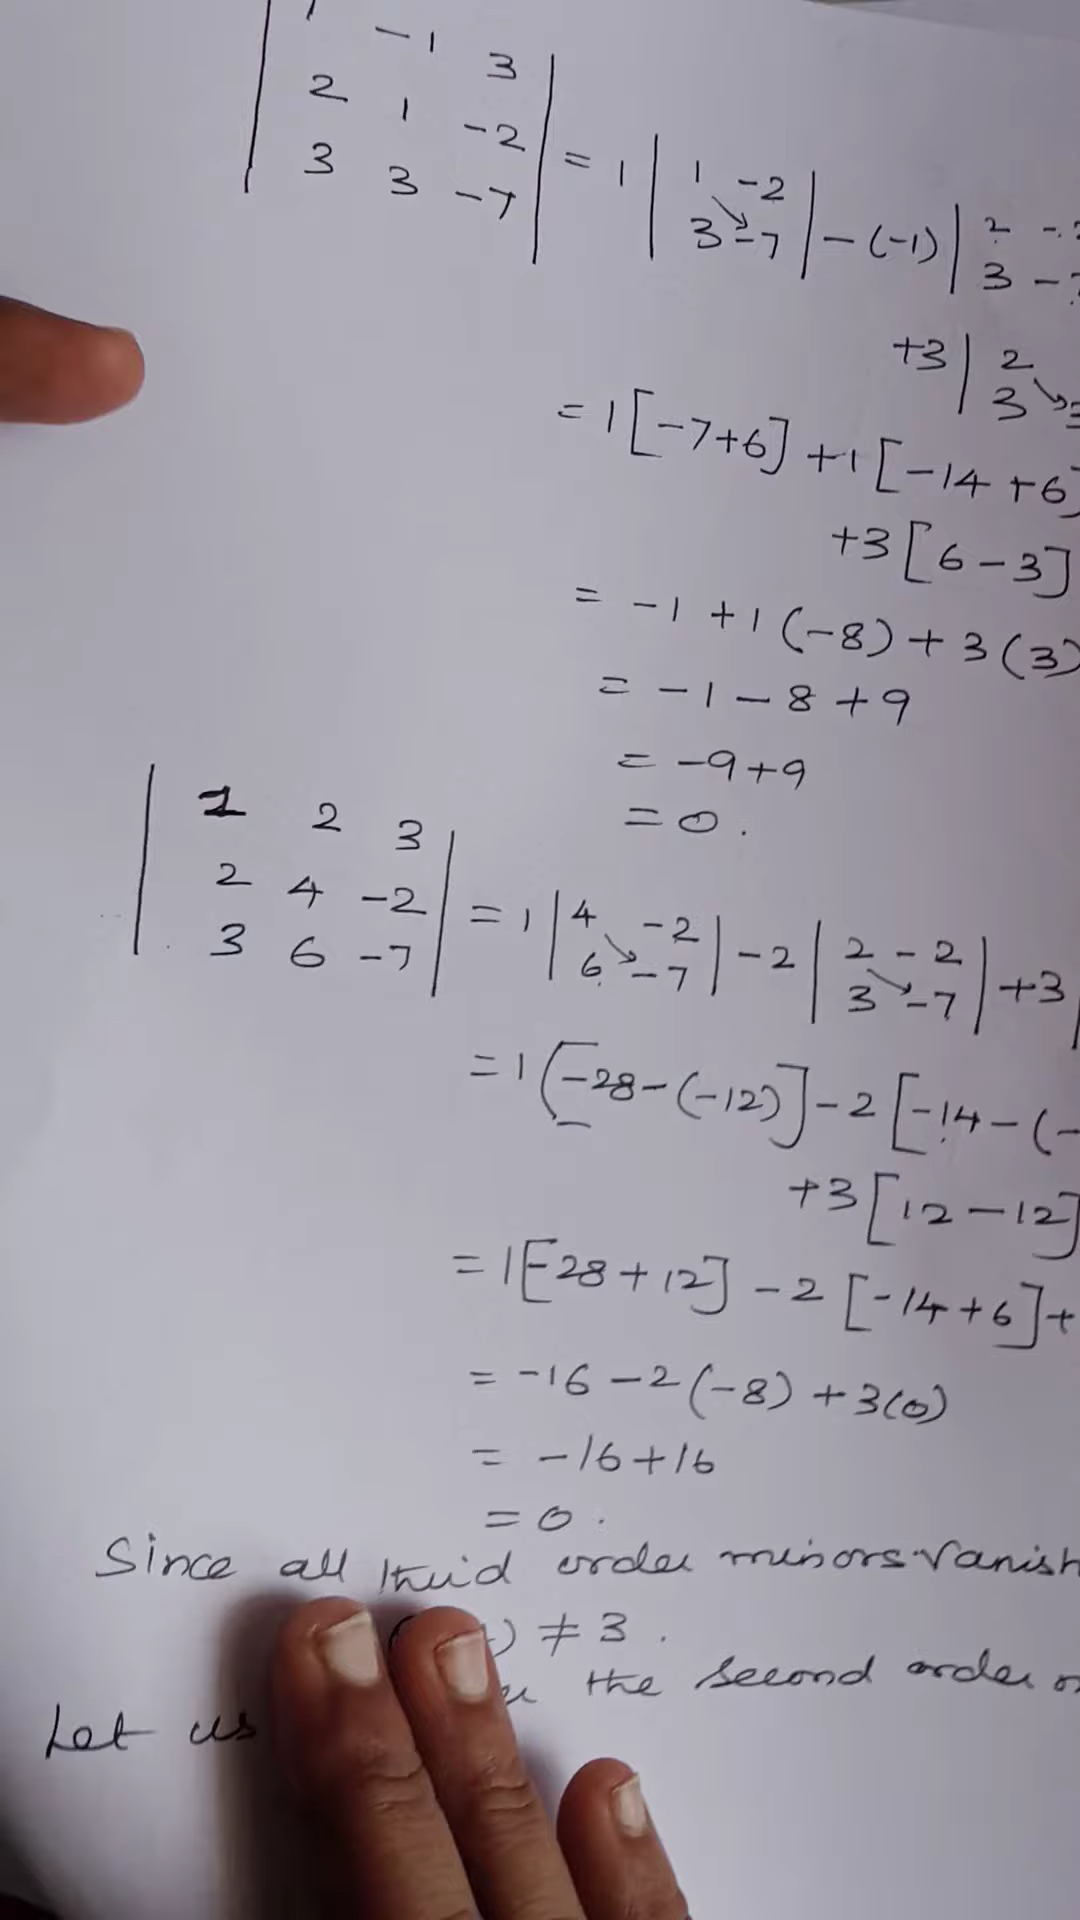 -1 3
2 1 -2
3 3 -7
= 1 | 1 -2 | - (-1) | 2
3 -7 3 -
+3 | 2
3
= 1 [-7+6] +1 [-14 +6]
+3 [6-3]
= -1 +1 (-8) + 3 (3)
= -1 - 8 + 9
= -9+9
= 0.
1 2 3
2 4 -2
3 6 -7
= 1 | 4 -2 | -2 | 2 -2 | +3 |
6 -7 3 -7
= 1 (-28-(-12)] -2 [-14-(-
+3 [12-12]
= 1[-28+12] -2 [-14+6]+
= -16 -2(-8) +3(0)
= -16+16
= 0.
Since all third order minors vanish
) ≠ 3.
Let us the second order